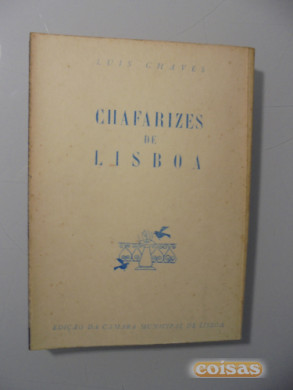 LUIS CHAVES
CHAFARIZES
DE
LISBOA
EDIÇÃO DA CÂMARA MUNICIPAL DE LISBOA
coisas